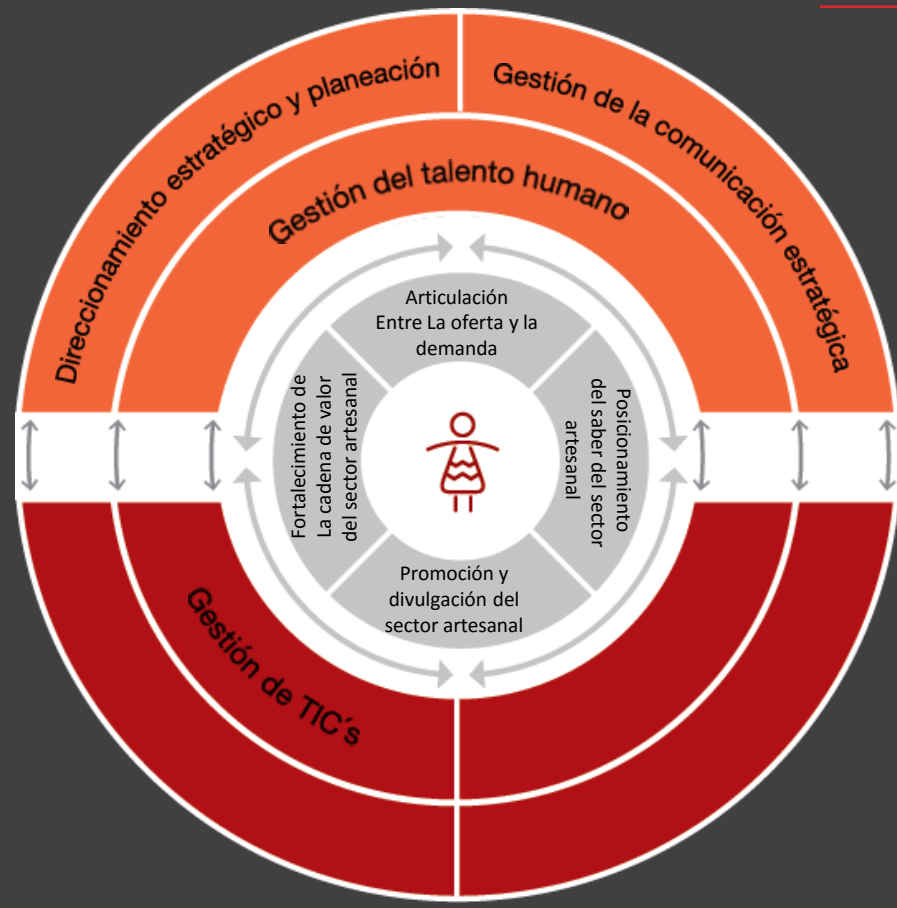 Direccionamiento estratégico y planeación
Gestión de la comunicación estratégica
Gestión del talento humano
Articulación
Entre La oferta y la
demanda
Fortalecimiento de
La cadena de valor
del sector artesanal
Posicionamiento
del saber del sector
artesanal
Promoción y
divulgación del
sector artesanal
Gestión de TIC´s